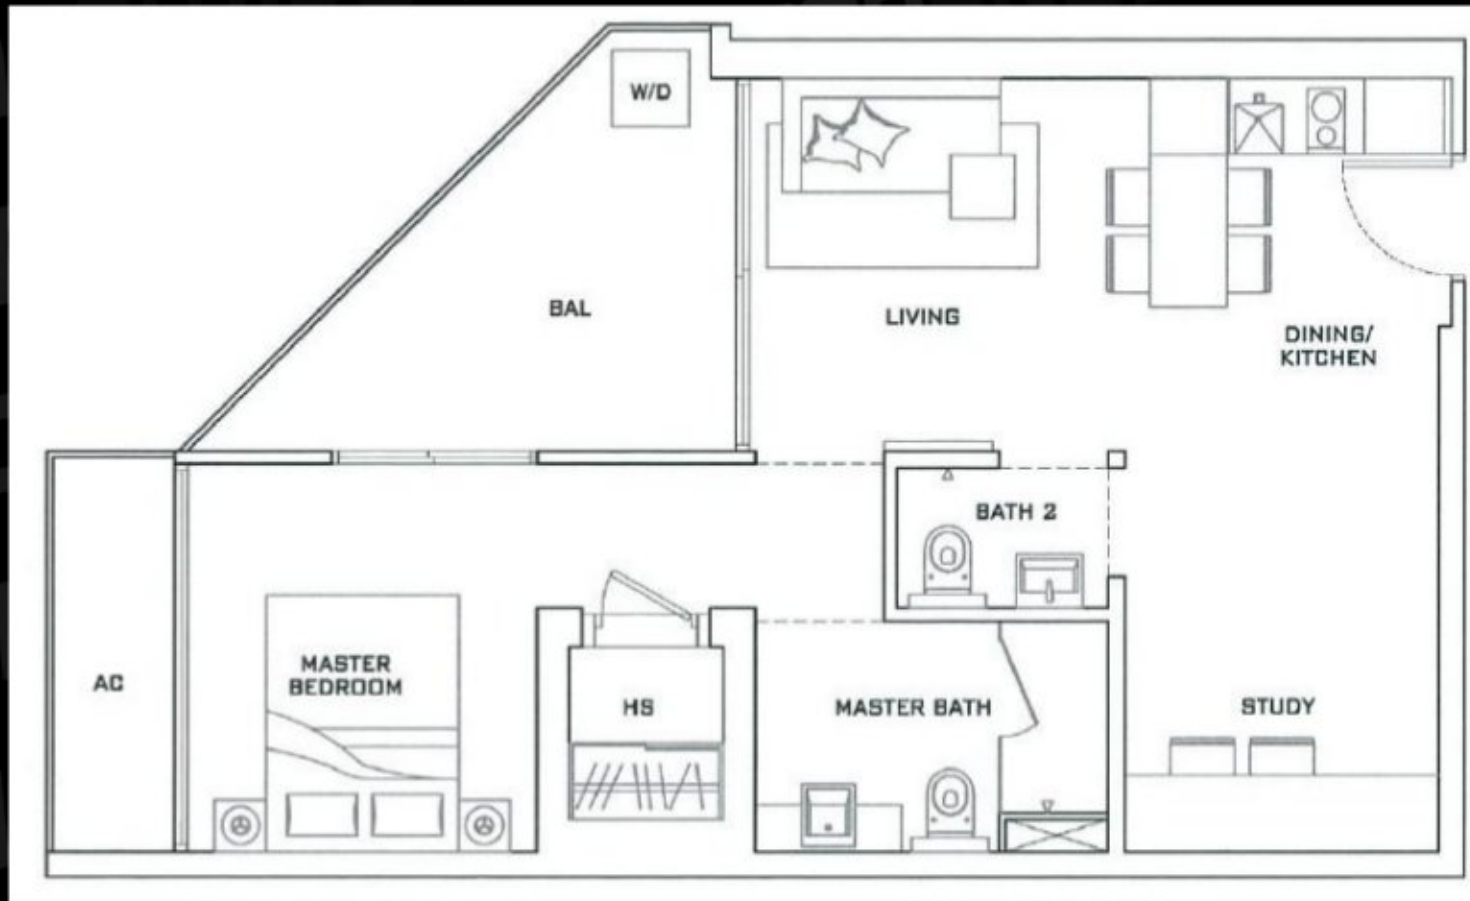 W/D
BAL
LIVING
DINING/
KITCHEN
BATH 2
AC
MASTER
BEDROOM
HS
MASTER BATH
STUDY